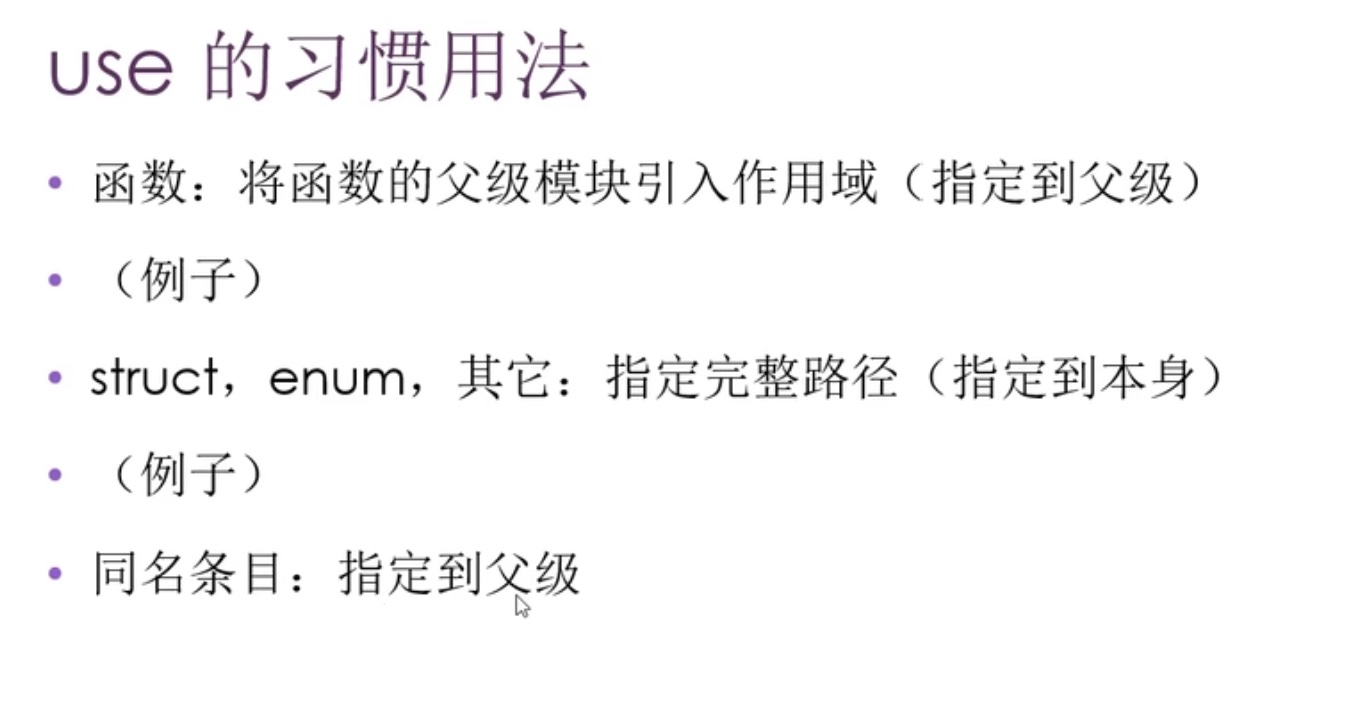 use 的习惯用法
• 函数：将函数的父级模块引入作用域（指定到父级）
• （例子）
• struct，enum，其它：指定完整路径（指定到本身）
• （例子）
• 同名条目：指定到父级